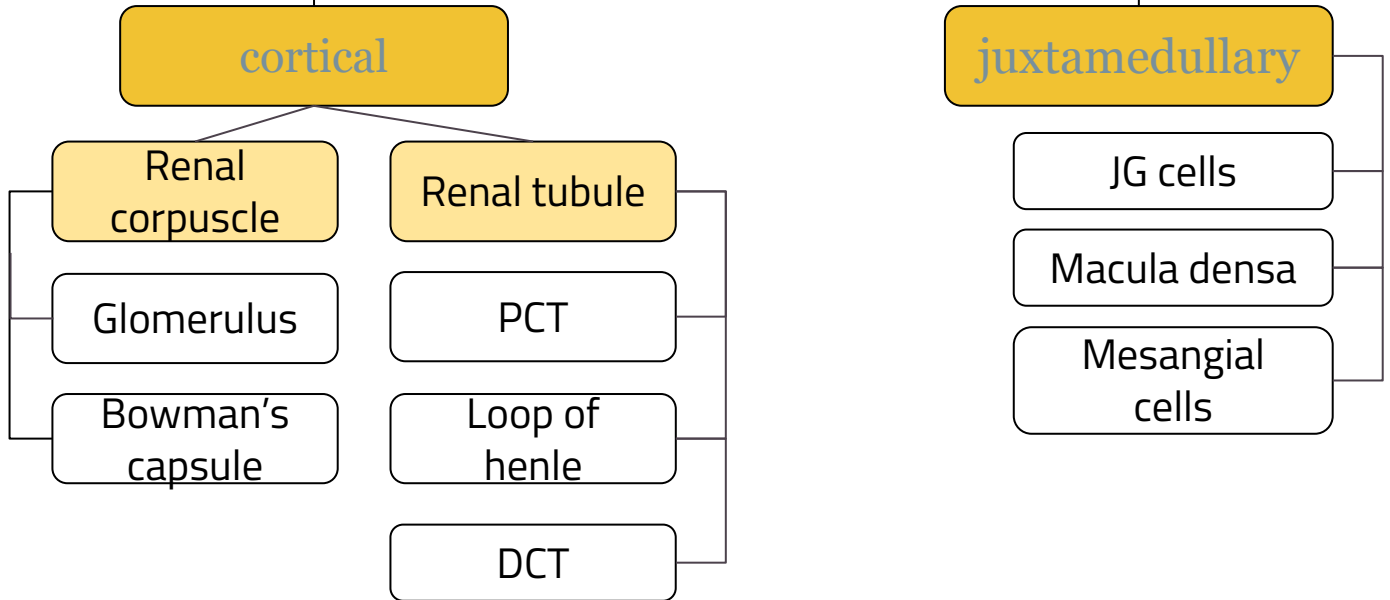 cortical
juxtamedullary
Renal
corpuscle
Glomerulus
Bowman’s
capsule
Renal tubule
PCT
Loop of
henle
DCT
JG cells
Macula densa
Mesangial
cells